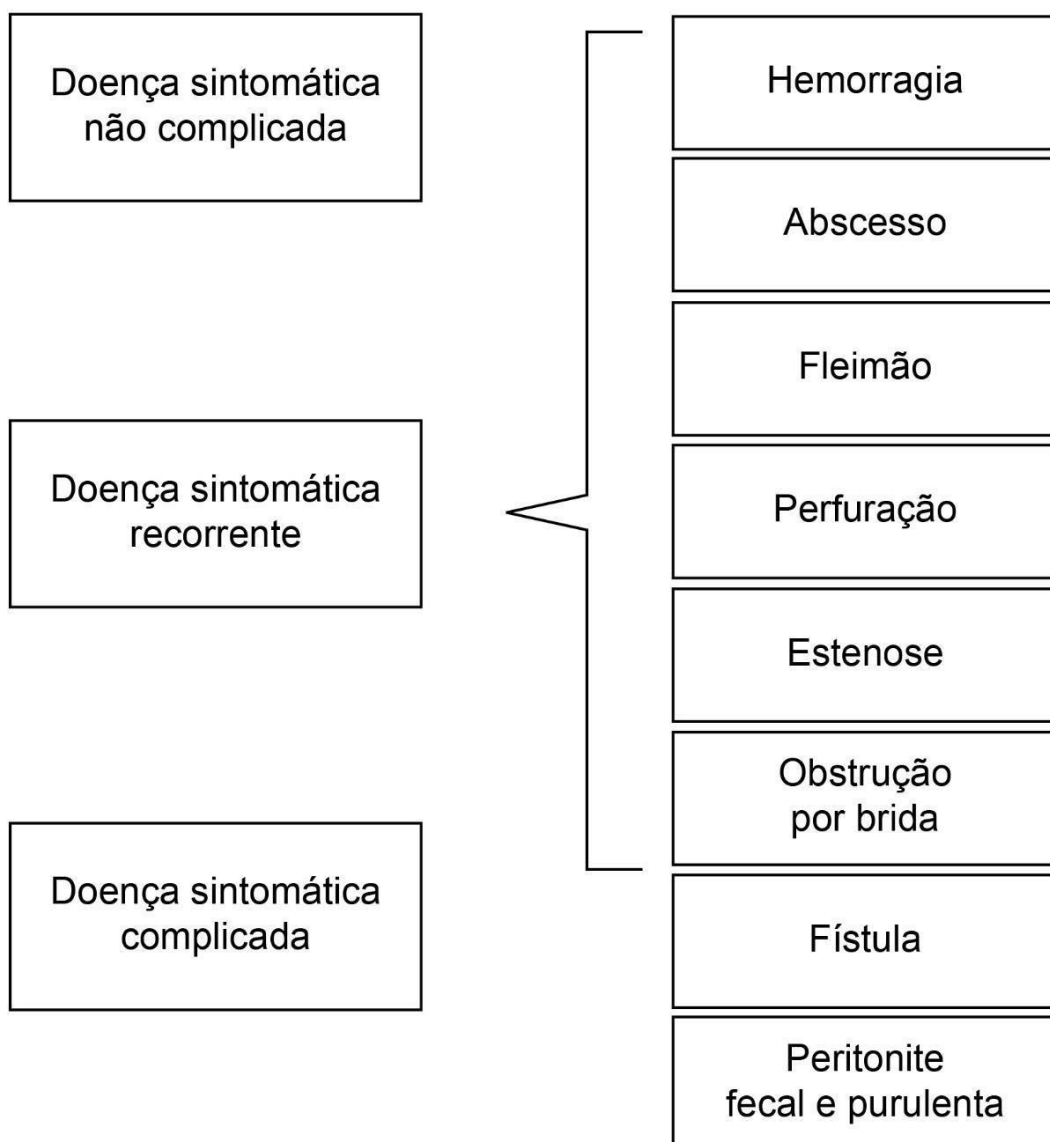 Doença sintomática
não complicada
Doença sintomática
recorrente
Doença sintomática
complicada
Hemorragia
Abscesso
Fleimão
Perfuração
Estenose
Obstrução
por brida
Fístula
Peritonite
fecal e purulenta